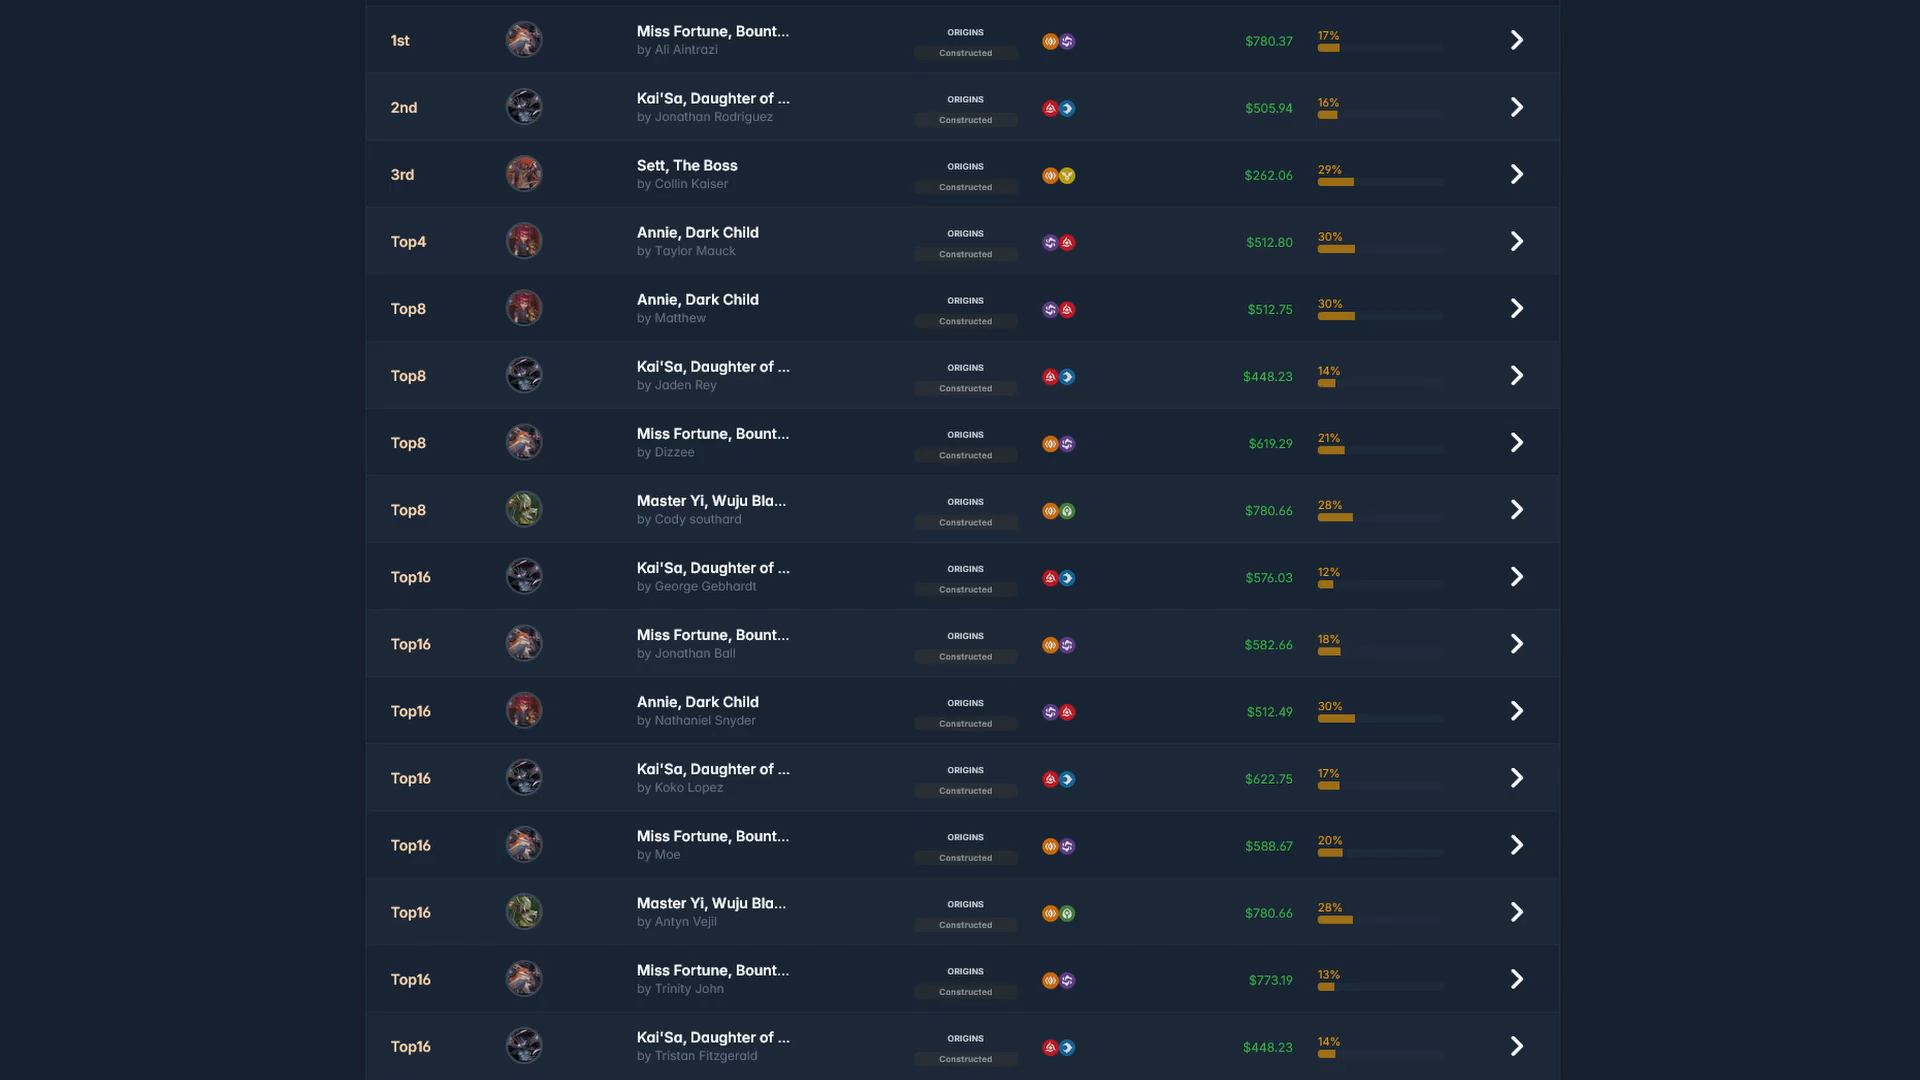 1st
Miss Fortune, Bount...
by Ali Aintrazi
ORIGINS
Constructed
$780.37
17%
2nd
Kai'Sa, Daughter of ...
by Jonathan Rodriguez
ORIGINS
Constructed
$505.94
16%
3rd
Sett, The Boss
by Collin Kaiser
ORIGINS
Constructed
$262.06
29%
Top4
Annie, Dark Child
by Taylor Mauck
ORIGINS
Constructed
$512.80
30%
Top8
Annie, Dark Child
by Matthew
ORIGINS
Constructed
$512.75
30%
Top8
Kai'Sa, Daughter of ...
by Jaden Rey
ORIGINS
Constructed
$448.23
14%
Top8
Miss Fortune, Bount...
by Dizzee
ORIGINS
Constructed
$619.29
21%
Top8
Master Yi, Wuju Bla...
by Cody southard
ORIGINS
Constructed
$780.66
28%
Top16
Kai'Sa, Daughter of ...
by George Gebhardt
ORIGINS
Constructed
$576.03
12%
Top16
Miss Fortune, Bount...
by Jonathan Ball
ORIGINS
Constructed
$582.66
18%
Top16
Annie, Dark Child
by Nathaniel Snyder
ORIGINS
Constructed
$512.49
30%
Top16
Kai'Sa, Daughter of ...
by Koko Lopez
ORIGINS
Constructed
$622.75
17%
Top16
Miss Fortune, Bount...
by Moe
ORIGINS
Constructed
$588.67
20%
Top16
Master Yi, Wuju Bla...
by Antyn Vejil
ORIGINS
Constructed
$780.66
28%
Top16
Miss Fortune, Bount...
by Trinity John
ORIGINS
Constructed
$773.19
13%
Top16
Kai'Sa, Daughter of ...
by Tristan Fitzgerald
ORIGINS
Constructed
$448.23
14%